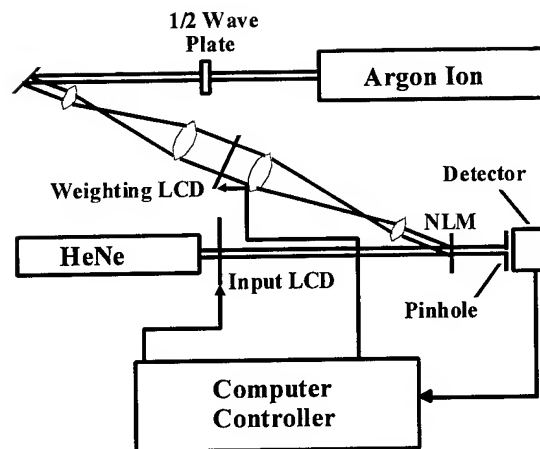 1/2 Wave
Plate
Argon Ion
Weighting LCD
Detector
NLM
HeNe
Input LCD
Pinhole
Computer
Controller